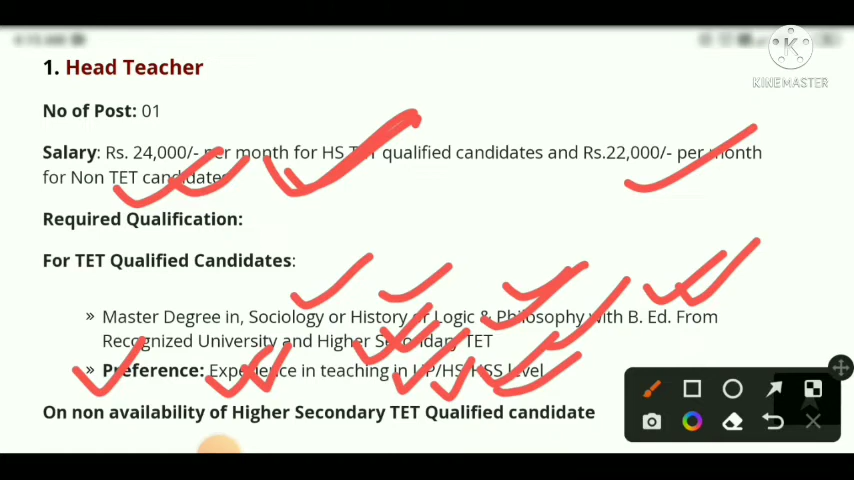 KINEMASTER
1. Head Teacher
No of Post: 01
Salary: Rs. 24,000/- per month for HS TET qualified candidates and Rs.22,000/- per month
for Non TET candidates
Required Qualification:
For TET Qualified Candidates:
» Master Degree in, Sociology or History or Logic & Philosophy with B. Ed. From
Recognized University and Higher Secondary TET
» Preference: Experience in teaching in UP/HS/HSS level
On non availability of Higher Secondary TET Qualified candidate